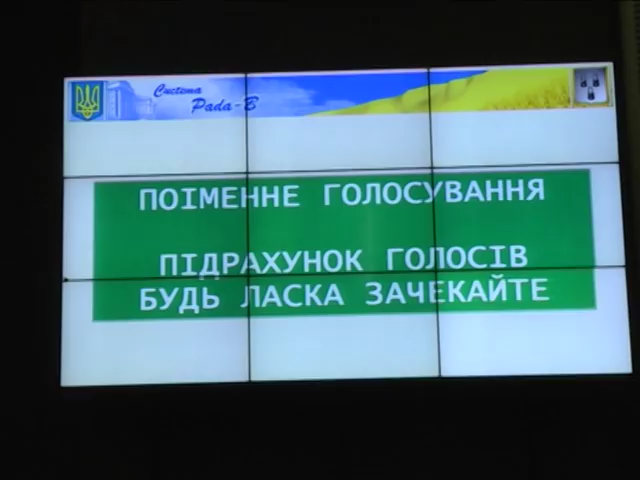 Система
Рада-В
ПОІМЕННЕ ГОЛОСУВАННЯ
ПІДРАХУНОК ГОЛОСІВ
БУДЬ ЛАСКА ЗАЧЕКАЙТЕ